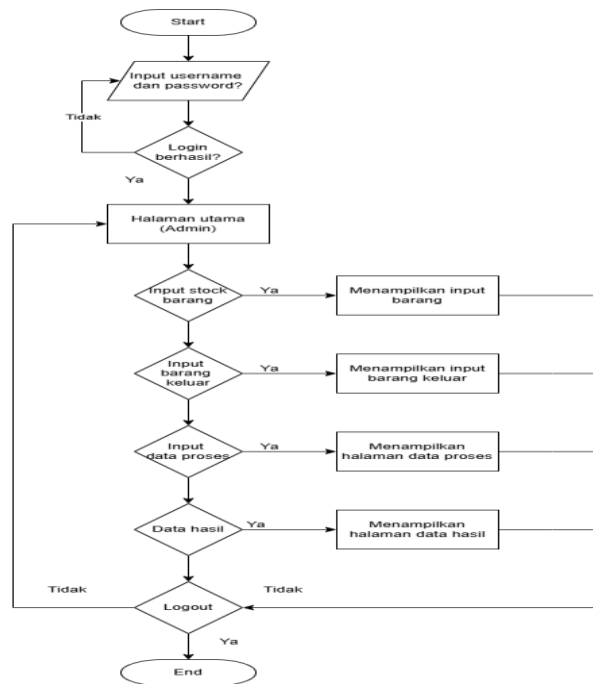 Start
Input username
dan password?
Tidak
Login
berhasil?
Ya
Halaman utama
(Admin)
Input stock
barang
Ya
Menampilkan input
barang
Input
barang
keluar
Ya
Menampilkan input
barang keluar
Input
data proses
Ya
Menampilkan
halaman data proses
Data hasil
Ya
Menampilkan
halaman data hasil
Tidak
Logout
Tidak
Ya
End